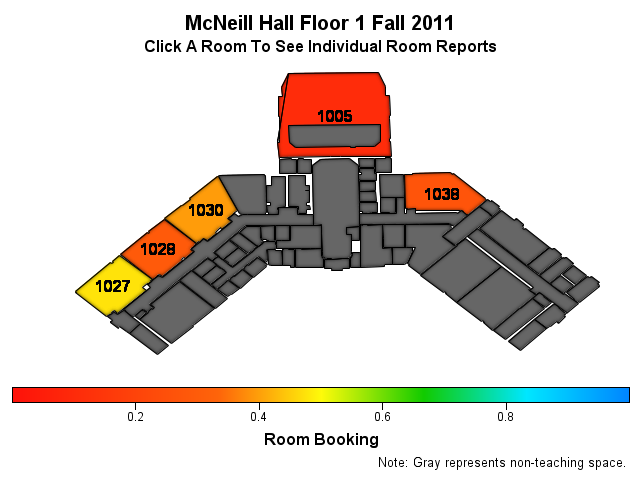 McNeill Hall Floor 1 Fall 2011
Click A Room To See Individual Room Reports
1005
1038
1030
1028
1027
0.2 0.4 0.6 0.8
Room Booking
Note: Gray represents non-teaching space.